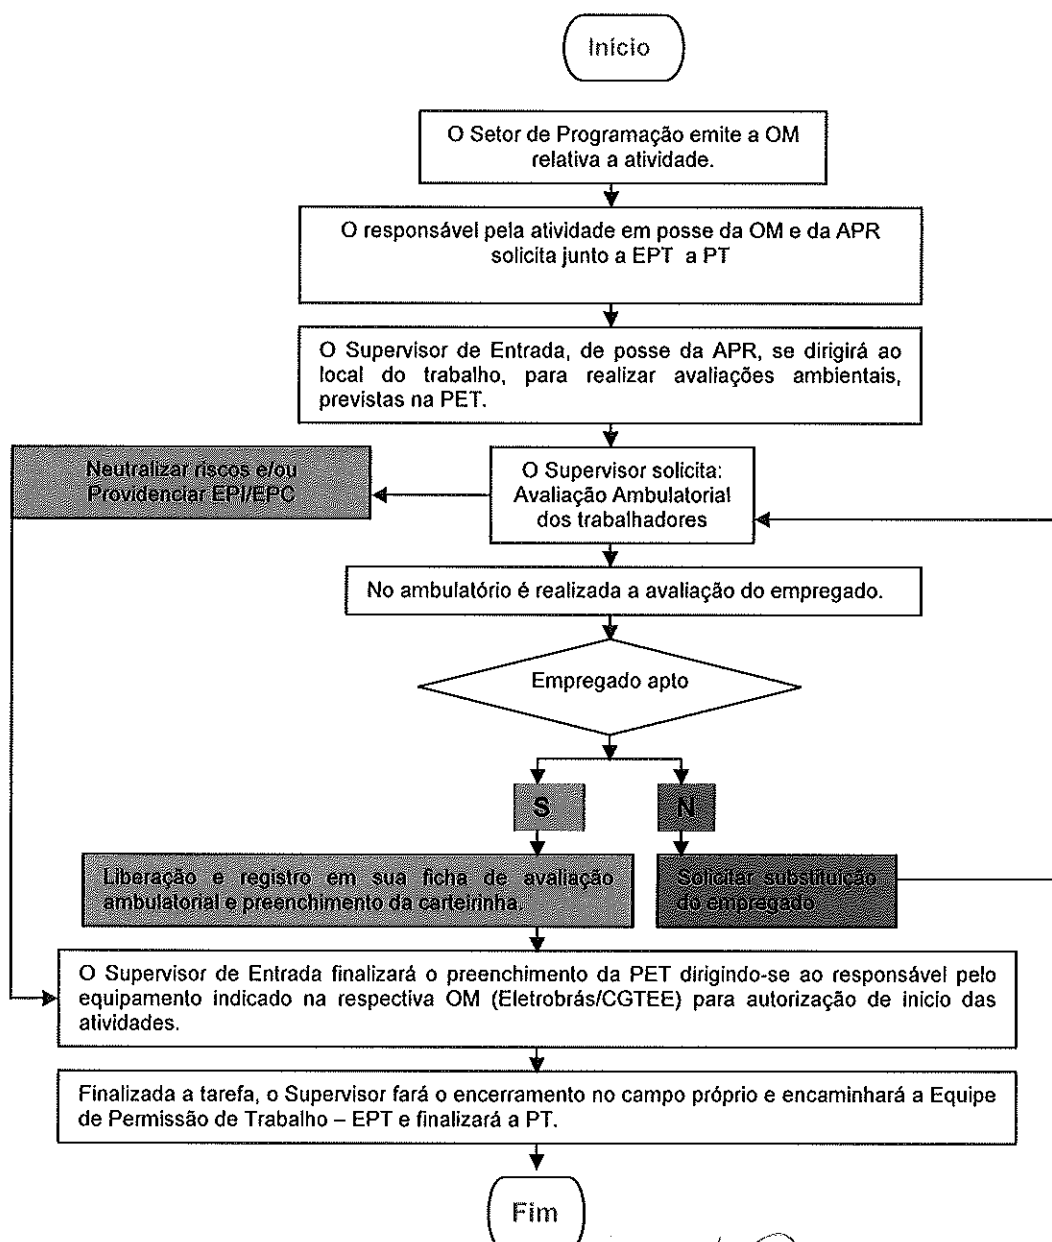 Início
O Setor de Programação emite a OM
relativa a atividade.
O responsável pela atividade em posse da OM e da APR
solicita junto a EPT a PT
O Supervisor de Entrada, de posse da APR, se dirigirá ao
local do trabalho, para realizar avaliações ambientais,
previstas na PET.
Neutralizar riscos e/ou
Providenciar EPI/EPC
O Supervisor solicita:
Avaliação Ambulatorial
dos trabalhadores
No ambulatório é realizada a avaliação do empregado.
Empregado apto
S
N
Liberação e registro em sua ficha de avaliação
ambulatorial e preenchimento da carteirinha.
Solicitar substituição
do empregado
O Supervisor de Entrada finalizará o preenchimento da PET dirigindo-se ao responsável pelo
equipamento indicado na respectiva OM (Eletrobrás/CGTEE) para autorização de inicio das
atividades.
Finalizada a tarefa, o Supervisor fará o encerramento no campo próprio e encaminhará a Equipe
de Permissão de Trabalho – EPT e finalizará a PT.
Fim